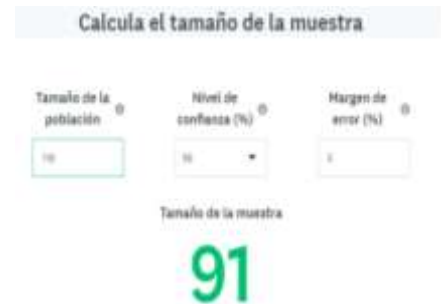 Calcula el tamaño de la muestra
Tamaño de la población
Nivel de confianza (%)
Margen de error (%)
Tamaño de la muestra
91